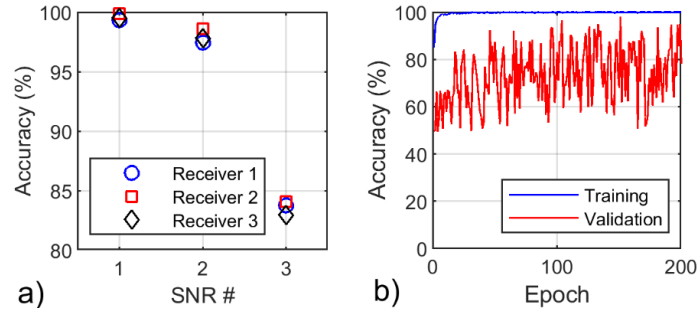 100
95
90
85
80
Accuracy (%)
Receiver 1
Receiver 2
Receiver 3
1 2 3
SNR #
a)
100
80
60
40
20
0
Accuracy (%)
Training
Validation
0 100 200
Epoch
b)